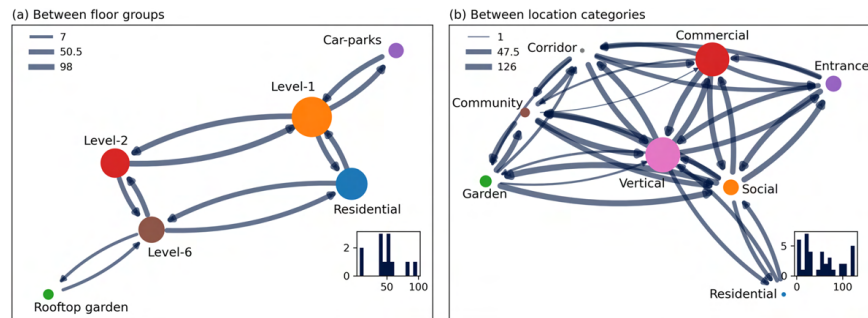 (a) Between floor groups
7
50.5
98
Car-parks
Level-1
Level-2
Residential
Level-6
Rooftop garden
2
0
50
100
(b) Between location categories
1
47.5
126
Corridor
Commercial
Entrance
Community
Garden
Vertical
Social
Residential
5
0
0
100